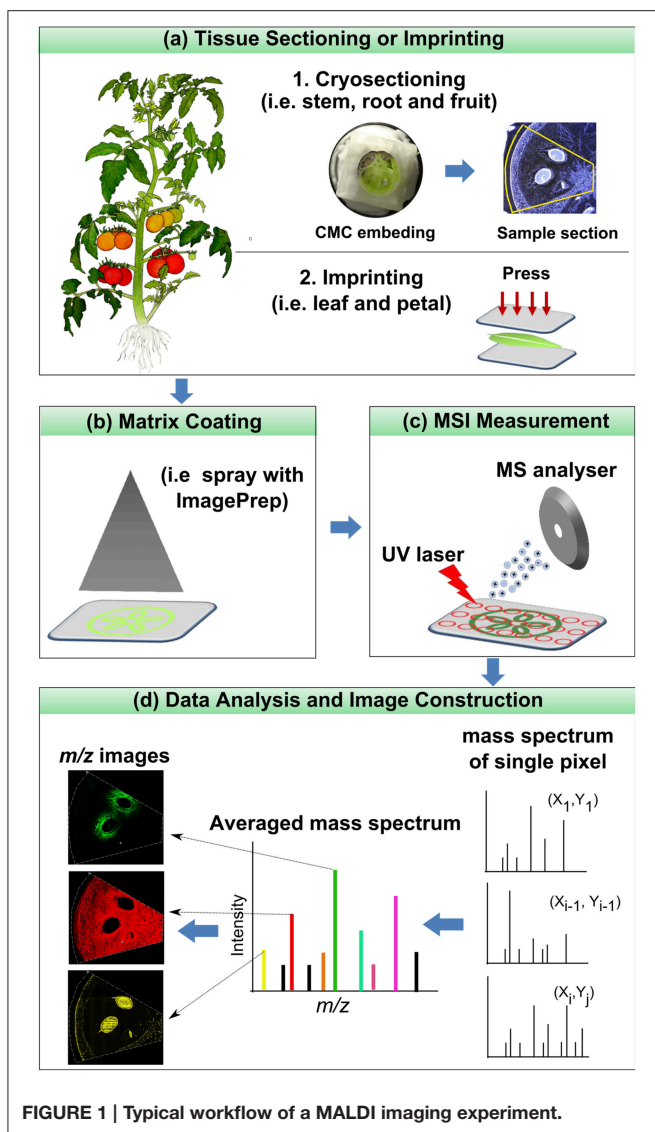 (a) Tissue Sectioning or Imprinting
1. Cryosectioning
(i.e. stem, root and fruit)
c
CMC embeding
Sample section
2. Imprinting
(i.e. leaf and petal)
Press
(b) Matrix Coating
(i.e spray with
ImagePrep)
(c) MSI Measurement
MS analyser
UV laser
(d) Data Analysis and Image Construction
m/z images
Averaged mass spectrum
Intensity
m/z
mass spectrum
of single pixel
(X1,Y1)
(Xi-1, Yi-1)
(Xi,Yj)
FIGURE 1 | Typical workflow of a MALDI imaging experiment.